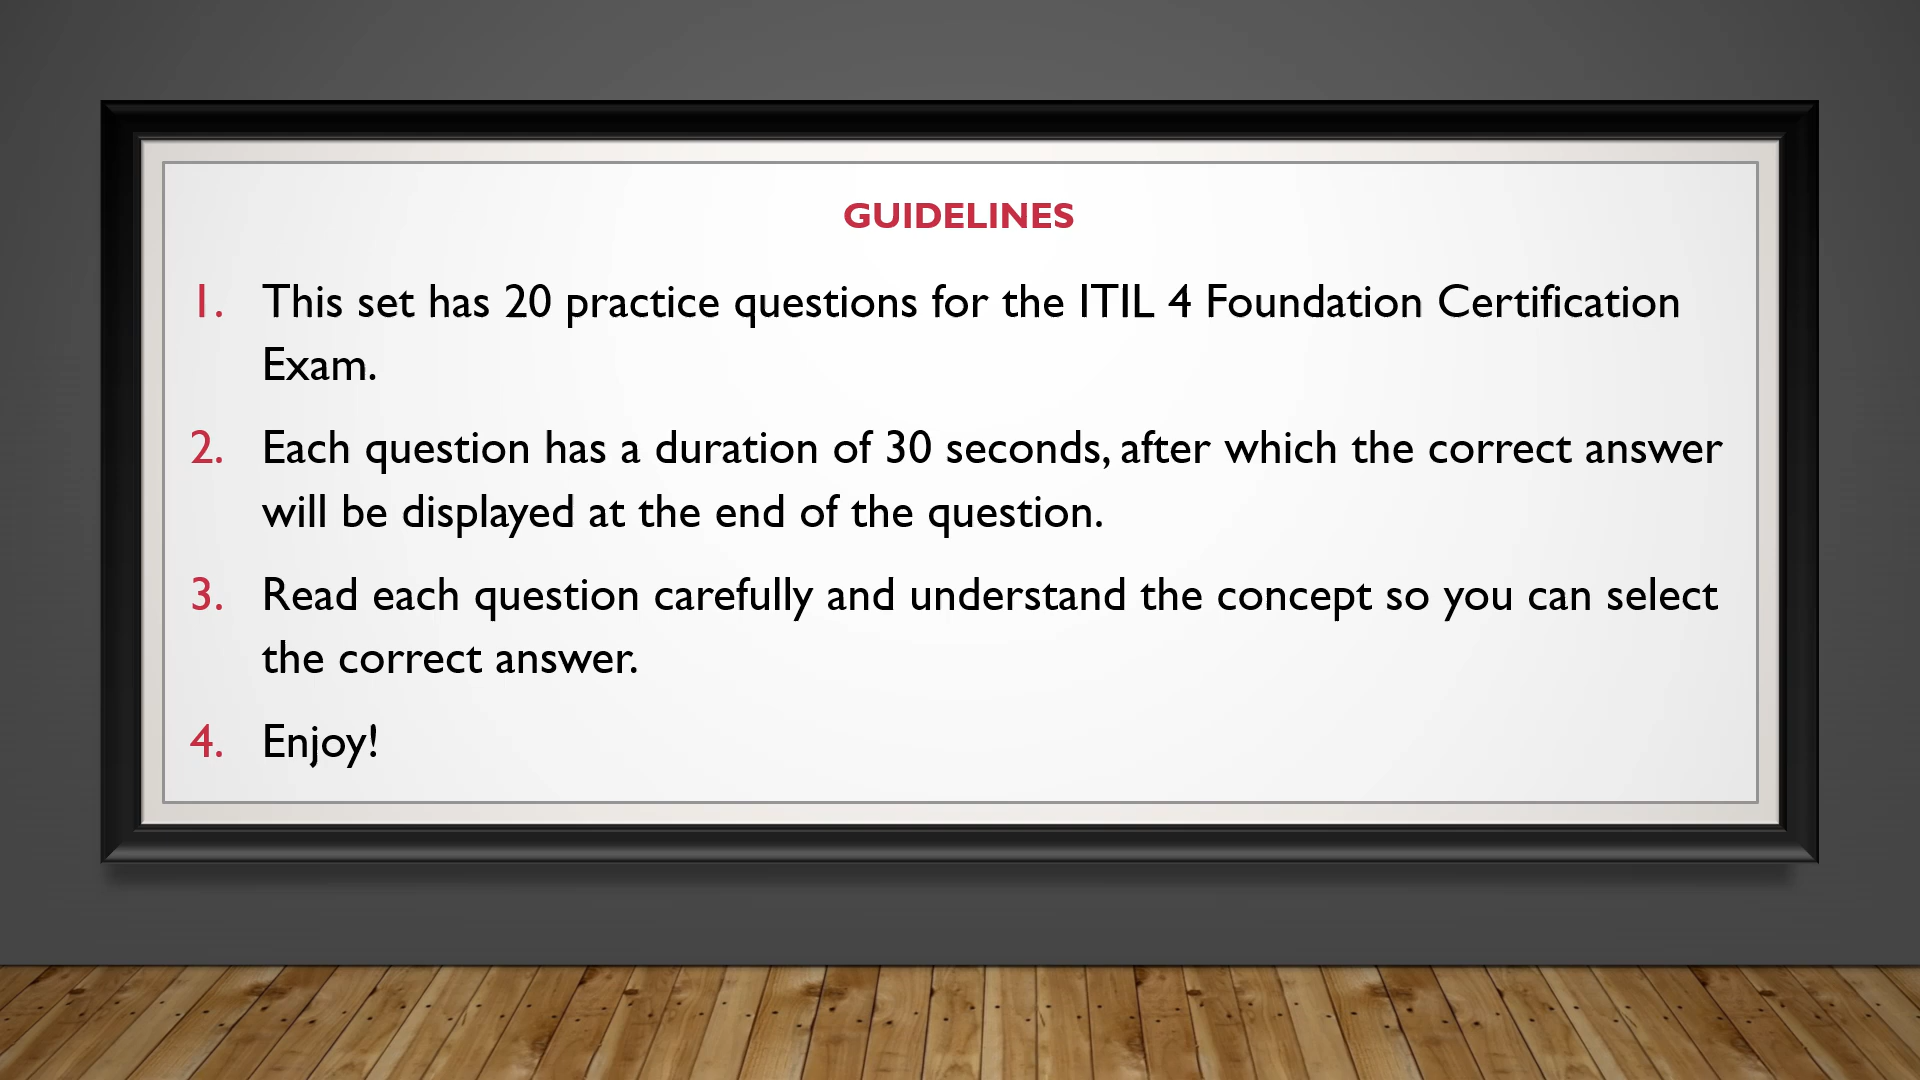 GUIDELINES
1. This set has 20 practice questions for the ITIL 4 Foundation Certification
Exam.
2. Each question has a duration of 30 seconds, after which the correct answer
will be displayed at the end of the question.
3. Read each question carefully and understand the concept so you can select
the correct answer.
4. Enjoy!